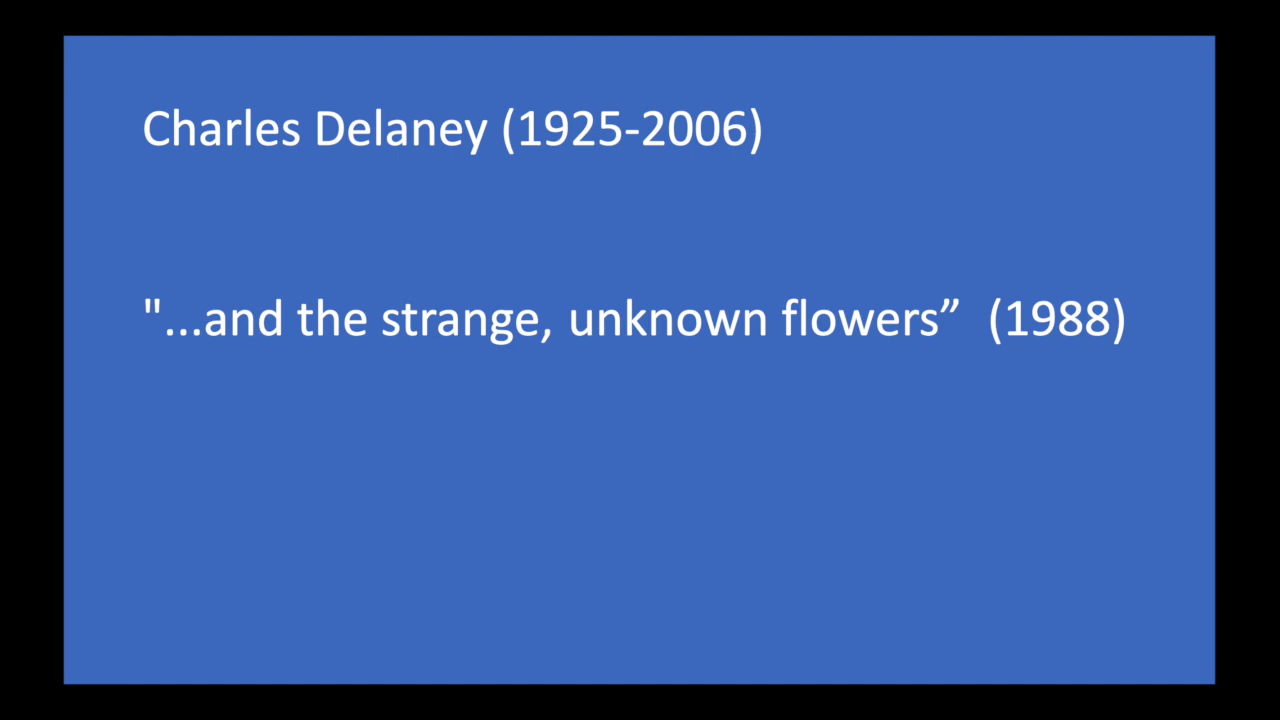 Charles Delaney (1925-2006)
"...and the strange, unknown flowers”  (1988)